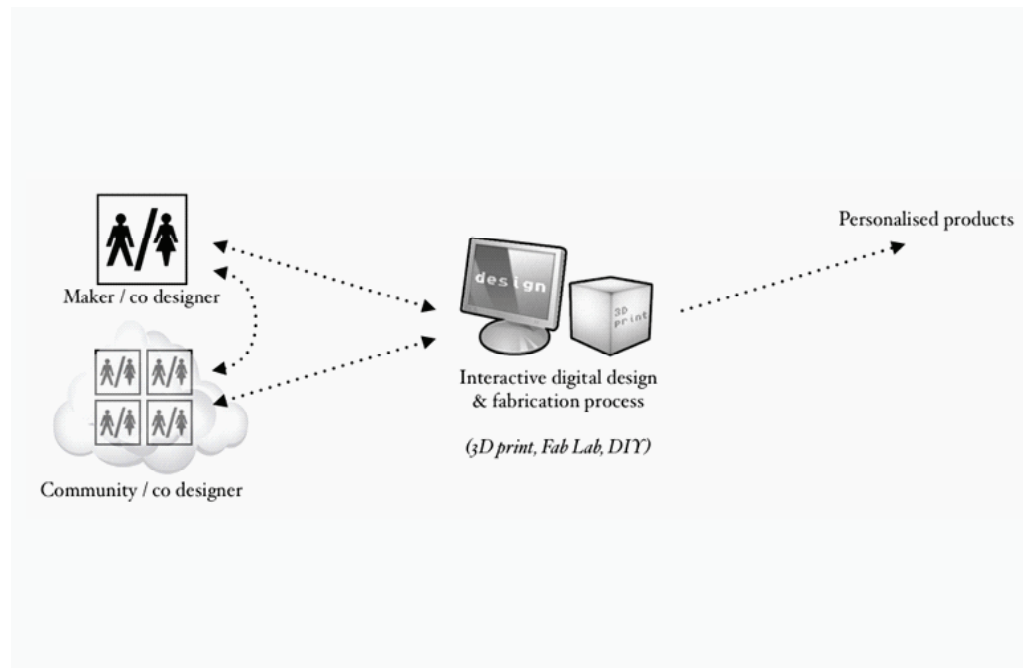 Personalised products
Maker / co designer
design
3D
print
Interactive digital design
& fabrication process
(3D print, Fab Lab, DIY)
Community / co designer